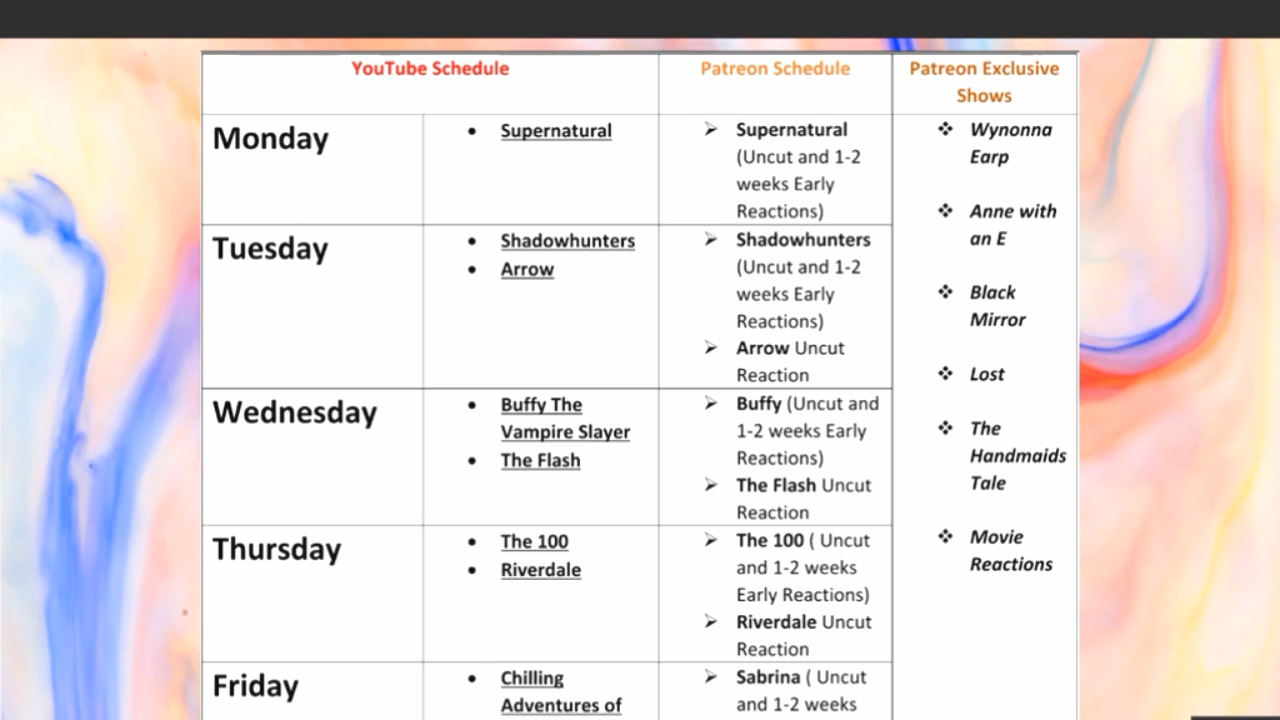 YouTube Schedule
Patreon Schedule
Patreon Exclusive
Shows
Monday
• Supernatural
➢ Supernatural
(Uncut and 1-2
weeks Early
Reactions)
❖ Wynonna
Earp
❖ Anne with
an E
❖ Black
Mirror
❖ Lost
❖ The
Handmaids
Tale
❖ Movie
Reactions
Tuesday
• Shadowhunters
• Arrow
➢ Shadowhunters
(Uncut and 1-2
weeks Early
Reactions)
➢ Arrow Uncut
Reaction
Wednesday
• Buffy The
Vampire Slayer
• The Flash
➢ Buffy (Uncut and
1-2 weeks Early
Reactions)
➢ The Flash Uncut
Reaction
Thursday
• The 100
• Riverdale
➢ The 100 ( Uncut
and 1-2 weeks
Early Reactions)
➢ Riverdale Uncut
Reaction
Friday
• Chilling
Adventures of
➢ Sabrina ( Uncut
and 1-2 weeks